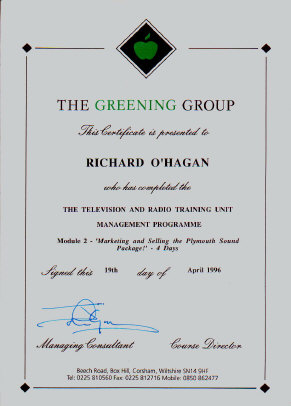 THE GREENING GROUP
This Certificate is presented to
RICHARD O'HAGAN
who has completed the
THE TELEVISION AND RADIO TRAINING UNIT
MANAGEMENT PROGRAMME
Module 2 - 'Marketing and Selling the Plymouth Sound
Package!' - 4 Days
Signed this 19th day of April 1996
Managing Consultant Course Director
Beech Road, Box Hill, Corsham, Wiltshire SN14 9HF
Tel: 0225 810560 Fax: 0225 812716 Mobile: 0850 862477